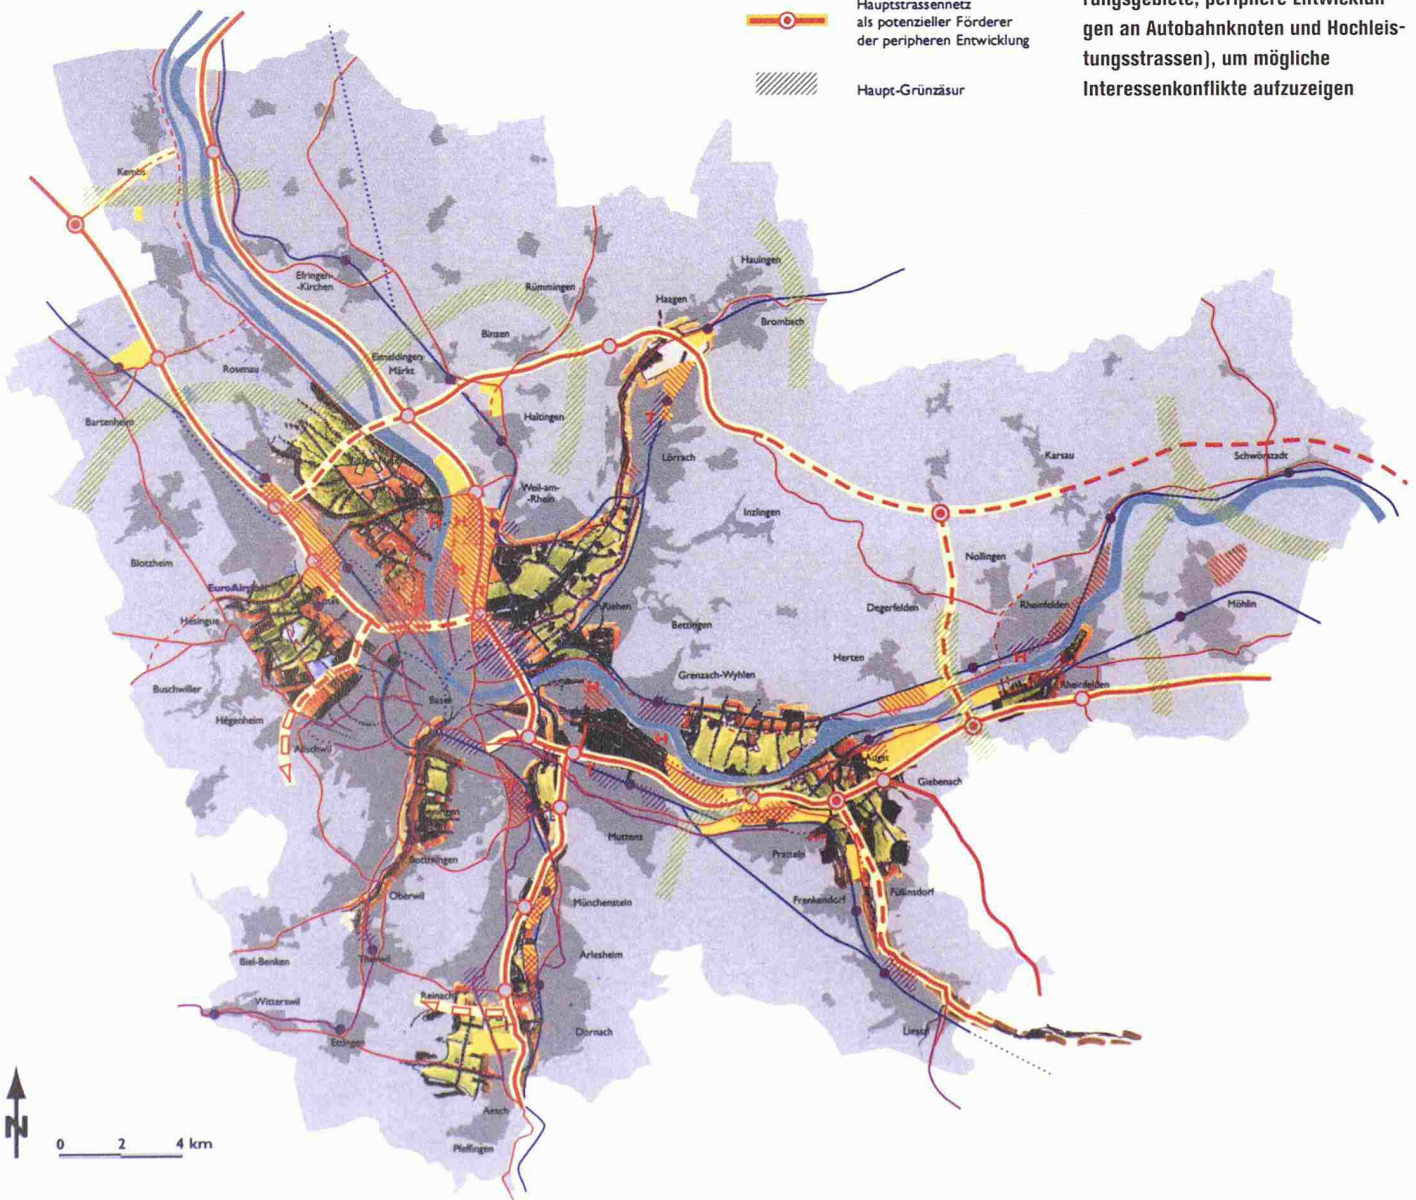 Hauptstrassennetz
als potenzieller Förderer
der peripheren Entwicklung
Haupt-Grünzäsur
gen an Autobahnknoten und Hochleis-
tungsstrassen), um mögliche
Interessenkonflikte aufzuzeigen
Kembs
Hauingen
Efringen-
-Kirchen
Rümmingen
Haagen
Brombach
Binzen
Eimeldingen
Märkt
Rosenau
Bartenheim
Haltingen
Lörrach
Karsau
Schwörstadt
Weil-am-
-Rhein
Inzlingen
Nollingen
Blotzheim
EuroAirport
Hésingue
Riehen
Bettingen
Degerfelden
Rheinfelden
Möhlin
Herten
Grenzach-Wyhlen
Rheinfelden
Buschwiller
Hégenheim
Basel
Allschwil
Augst
Giebenach
Muttenz
Pratteln
Bottmingen
Oberwil
Münchenstein
Frenkendorf
Füllinsdorf
Biel-Benken
Therwil
Arlesheim
Reinach
Witterswil
Ettingen
Dornach
Liestal
Aesch
Pfeffingen
N
0 2 4 km